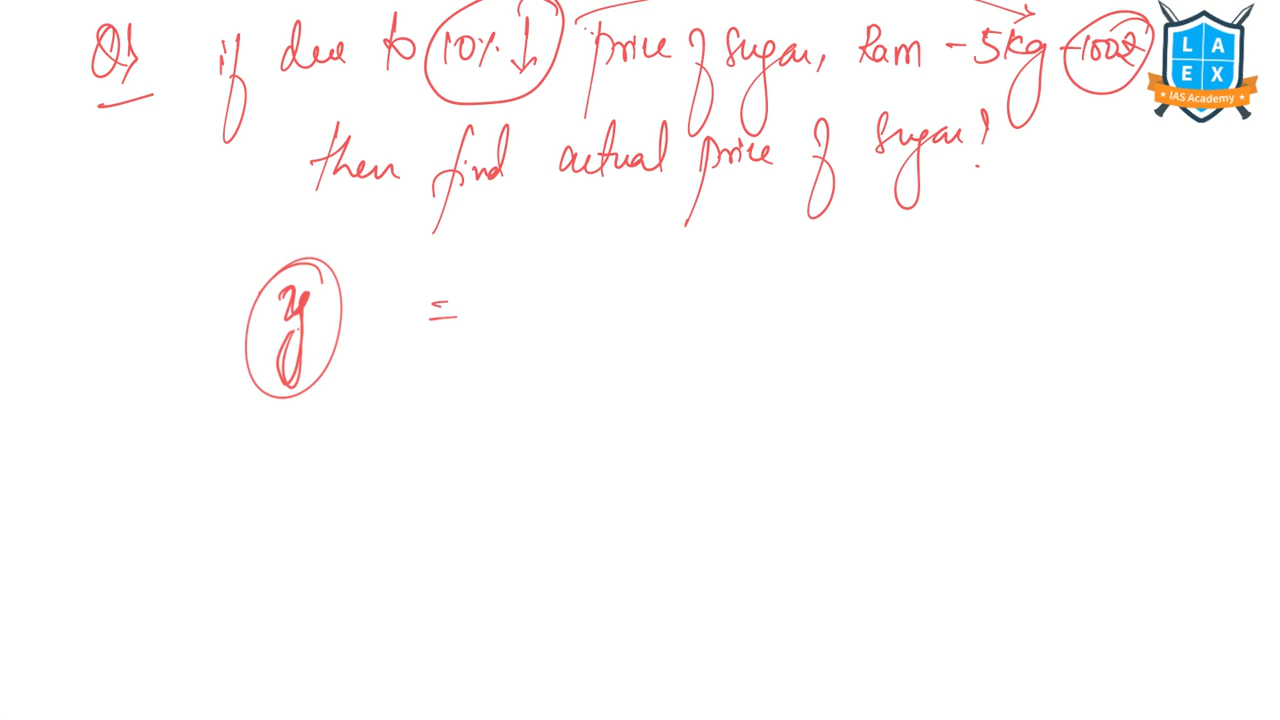 Q) if due to 10% ↓ price of sugar, Ram - 5kg - 100₹
then find actual price of sugar?
y =
L A
E X
IAS Academy